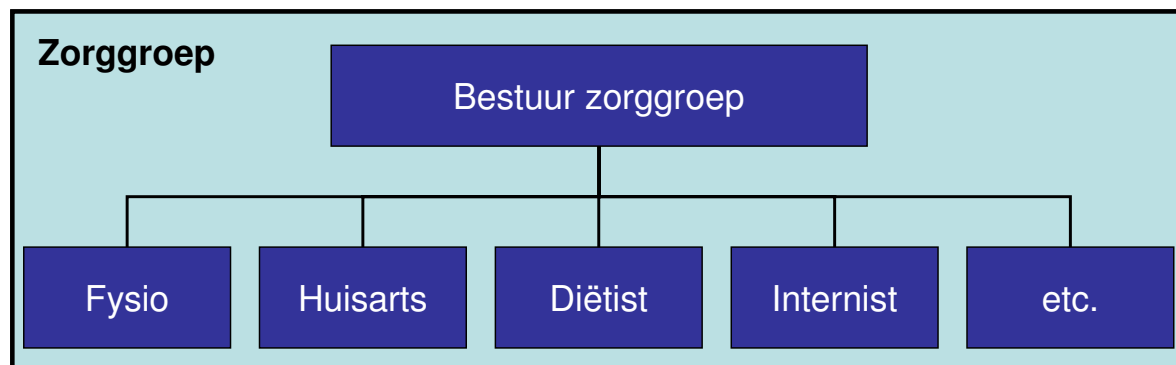 Zorggroep
Bestuur zorggroep
Fysio
Huisarts
Diëtist
Internist
etc.